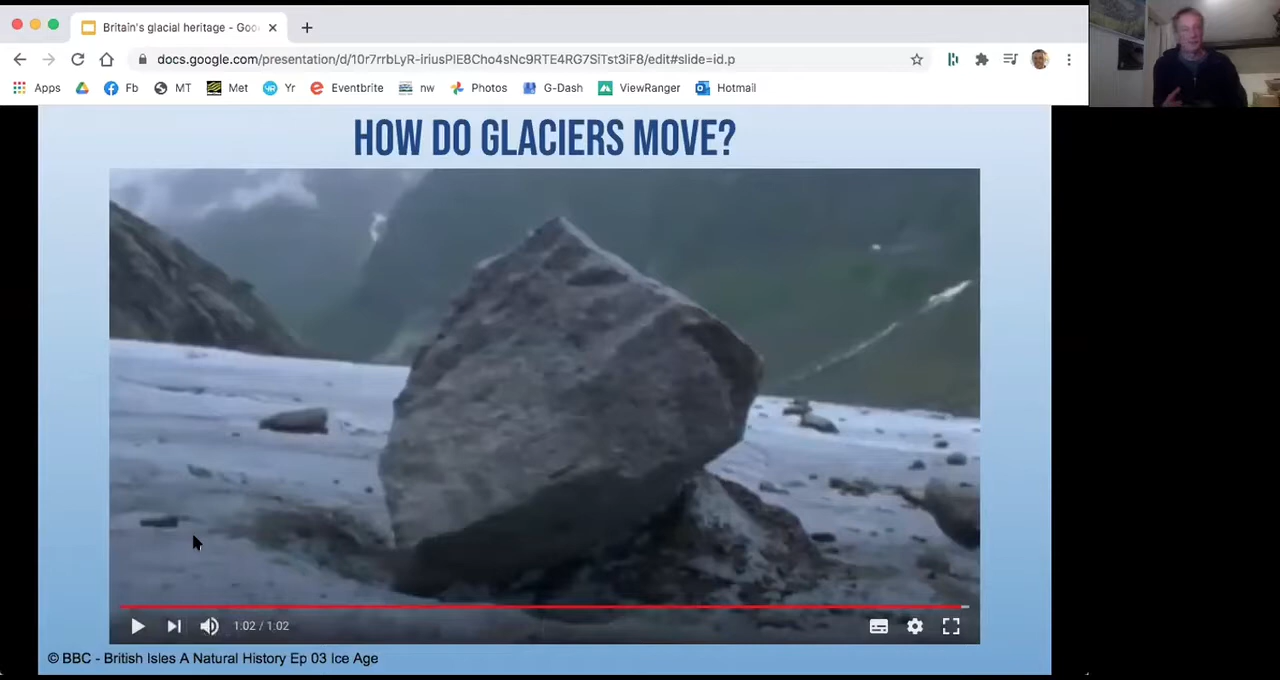 Britain's glacial heritage - Goo
docs.google.com/presentation/d/10r7rrbLyR-iriusPIE8Cho4sNc9RTE4RG7SiTst3iF8/edit#slide=id.p
Apps Fb MT Met Yr Eventbrite nw Photos G-Dash ViewRanger Hotmail
HOW DO GLACIERS MOVE?
1:02 / 1:02
© BBC - British Isles A Natural History Ep 03 Ice Age